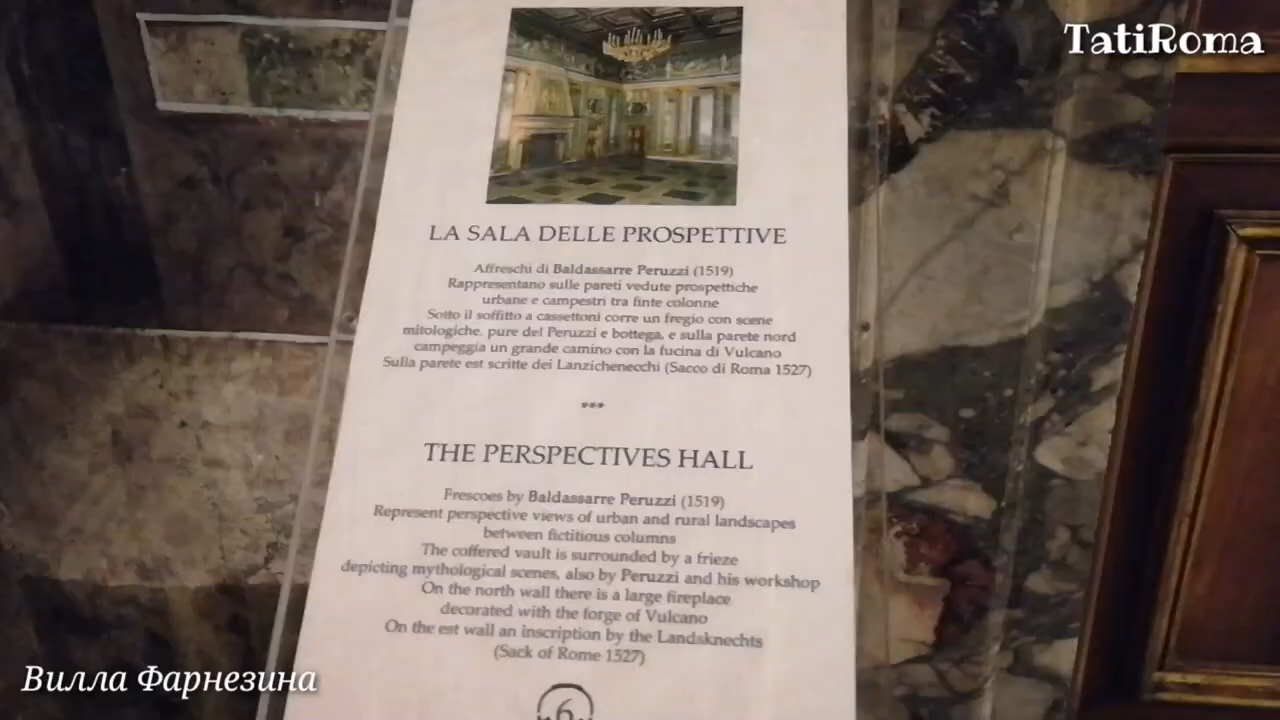 TatiRoma
LA SALA DELLE PROSPETTIVE
Affreschi di Baldassarre Peruzzi (1519)
Rappresentano sulle pareti vedute prospettiche
urbane e campestri tra finte colonne
Sotto il soffitto a cassettoni corre un fregio con scene
mitologiche, pure del Peruzzi e bottega, e sulla parete nord
campeggia un grande camino con la fucina di Vulcano
Sulla parete est scritte dei Lanzichenecchi (Sacco di Roma 1527)
***
THE PERSPECTIVES HALL
Frescoes by Baldassarre Peruzzi (1519)
Represent perspective views of urban and rural landscapes
between fictitious columns
The coffered vault is surrounded by a frieze
depicting mythological scenes, also by Peruzzi and his workshop
On the north wall there is a large fireplace
decorated with the forge of Vulcano
On the est wall an inscription by the Landsknechts
(Sack of Rome 1527)
6
Вилла Фарнезина